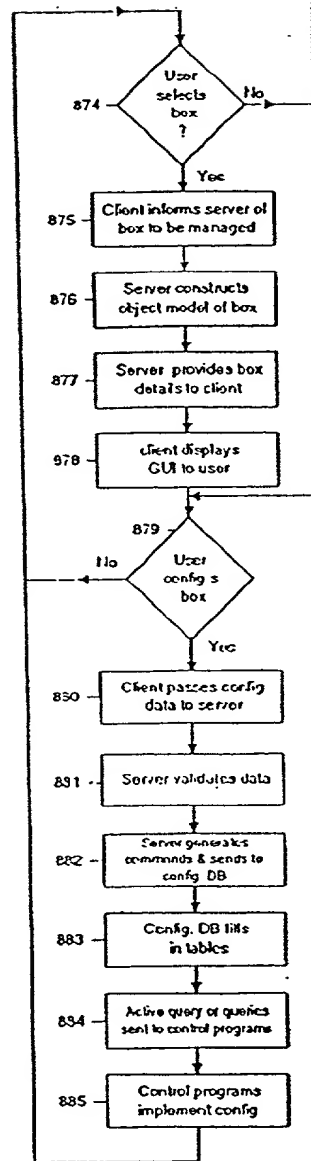 User
selects
box
?
874
No
Yes
875
Client informs server of
box to be managed
876
Server constructs
object model of box
877
Server provides box
details to client
878
client displays
GUI to user
879
No
User
config s
box
Yes
880
Client passes config
data to server
881
Server validates data
882
Server generates
commands & sends to
config. DB
883
Config. DB fills
in tables
884
Active query or queries
sent to control programs
885
Control programs
implement config